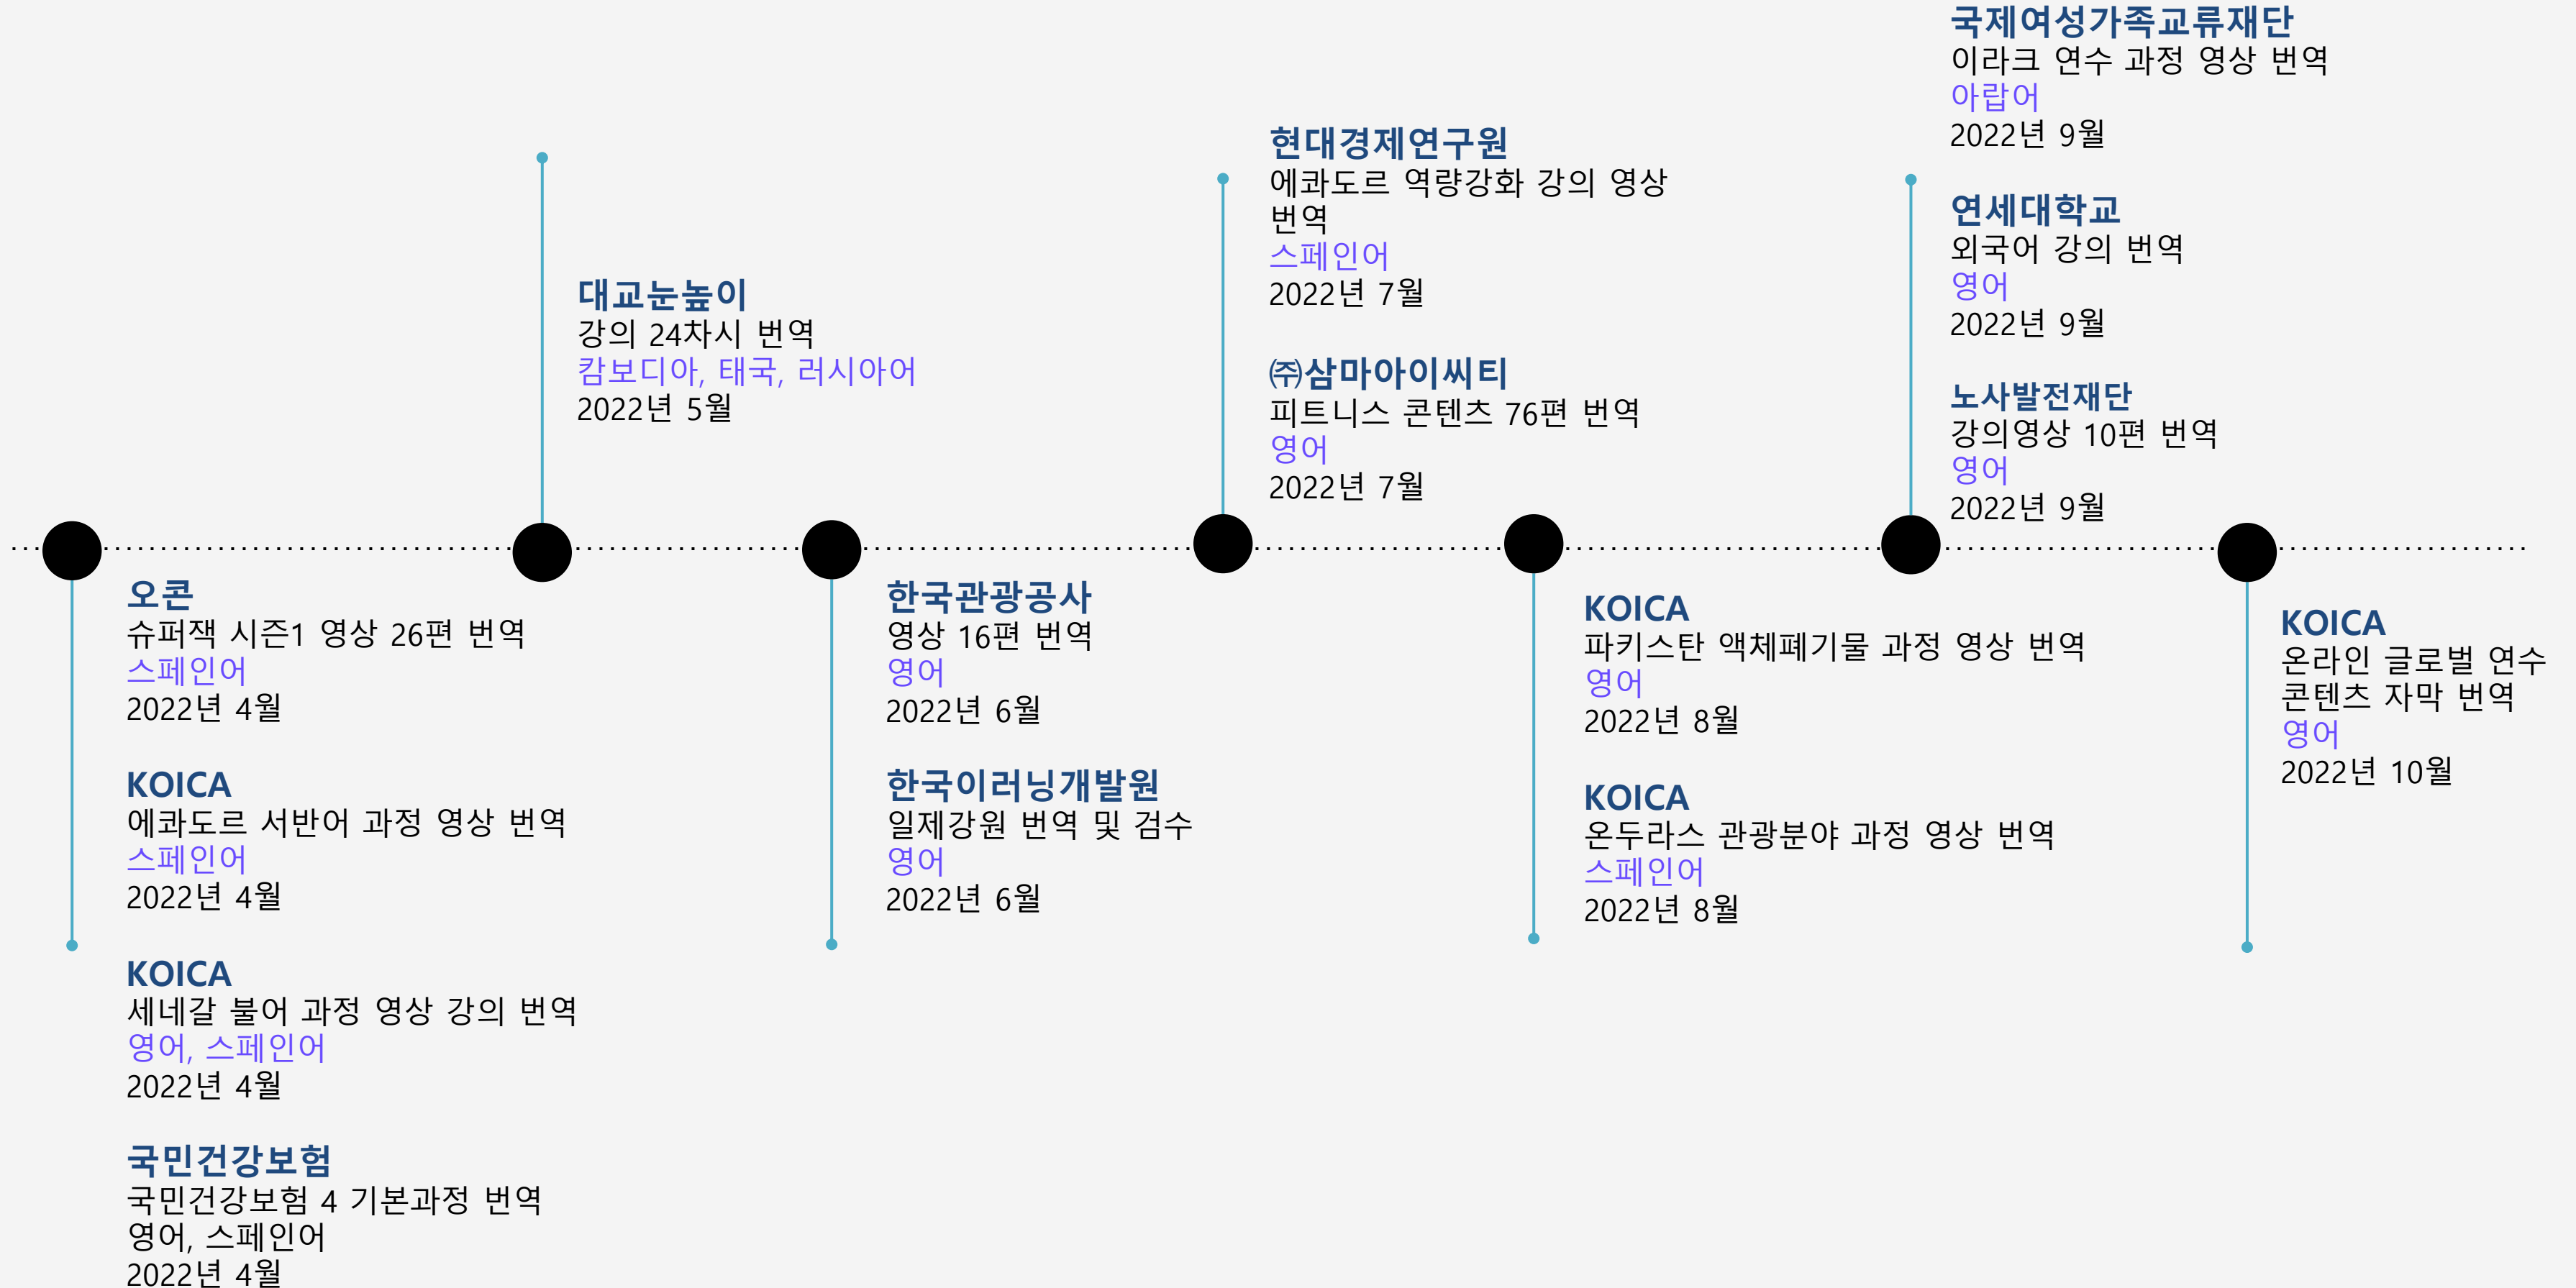 오콘
슈퍼잭 시즌1 영상 26편 번역
스페인어
2022년 4월
KOICA
에콰도르 서반어 과정 영상 번역
스페인어
2022년 4월
KOICA
세네갈 불어 과정 영상 강의 번역
영어, 스페인어
2022년 4월
국민건강보험
국민건강보험 4 기본과정 번역
영어, 스페인어
2022년 4월
대교눈높이
강의 24차시 번역
캄보디아, 태국, 러시아어
2022년 5월
한국관광공사
영상 16편 번역
영어
2022년 6월
한국이러닝개발원
일제강원 번역 및 검수
영어
2022년 6월
현대경제연구원
에콰도르 역량강화 강의 영상
번역
스페인어
2022년 7월
㈜삼마아이씨티
피트니스 콘텐츠 76편 번역
영어
2022년 7월
KOICA
파키스탄 액체폐기물 과정 영상 번역
영어
2022년 8월
KOICA
온두라스 관광분야 과정 영상 번역
스페인어
2022년 8월
국제여성가족교류재단
이라크 연수 과정 영상 번역
아랍어
2022년 9월
연세대학교
외국어 강의 번역
영어
2022년 9월
노사발전재단
강의영상 10편 번역
영어
2022년 9월
KOICA
온라인 글로벌 연수
콘텐츠 자막 번역
영어
2022년 10월